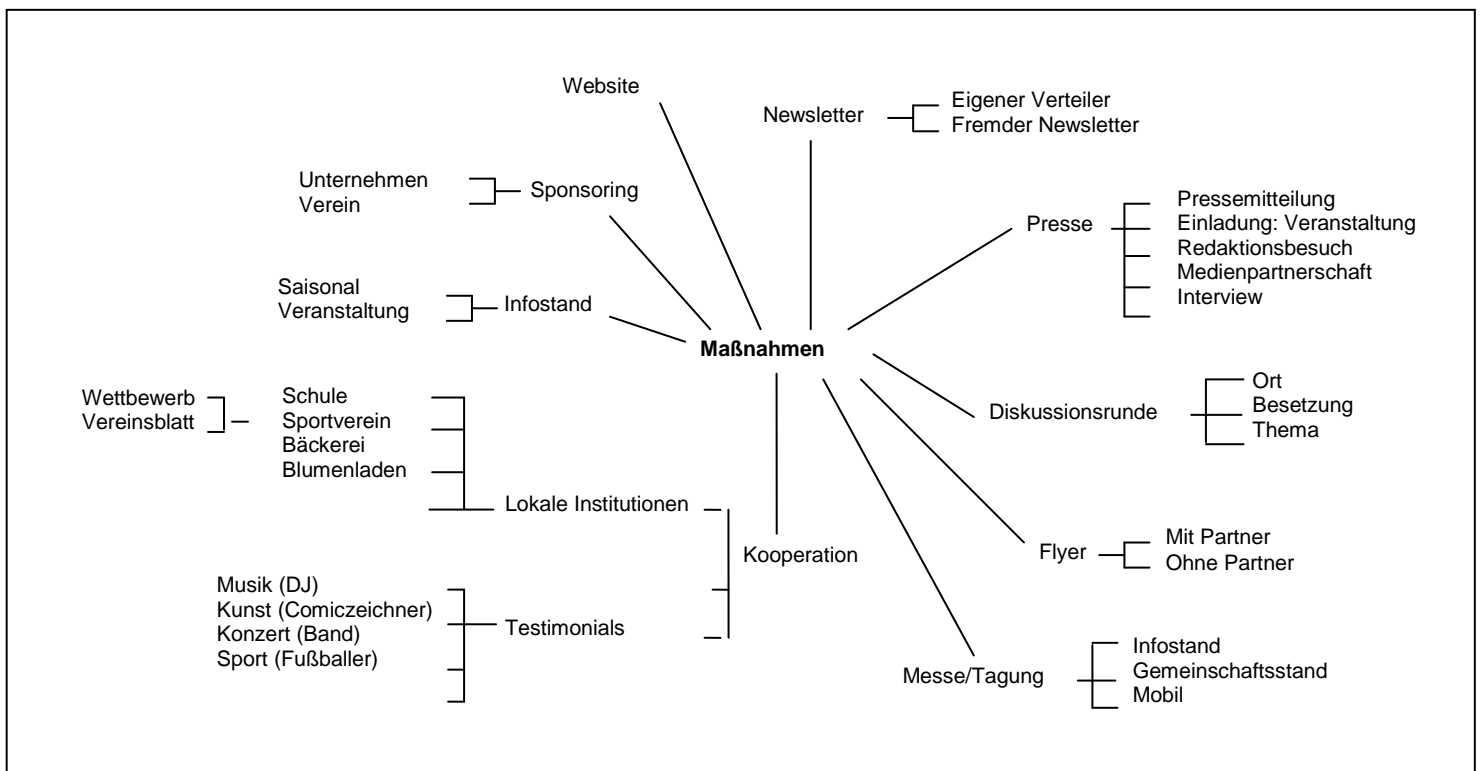 Website
Newsletter
Eigener Verteiler
Fremder Newsletter
Unternehmen
Verein
Sponsoring
Presse
Pressemitteilung
Einladung: Veranstaltung
Redaktionsbesuch
Medienpartnerschaft
Interview
Saisonal
Veranstaltung
Infostand
Maßnahmen
Wettbewerb
Vereinsblatt
Schule
Sportverein
Bäckerei
Blumenladen
Diskussionsrunde
Ort
Besetzung
Thema
Lokale Institutionen
Kooperation
Flyer
Mit Partner
Ohne Partner
Musik (DJ)
Kunst (Comiczeichner)
Konzert (Band)
Sport (Fußballer)
Testimonials
Messe/Tagung
Infostand
Gemeinschaftsstand
Mobil